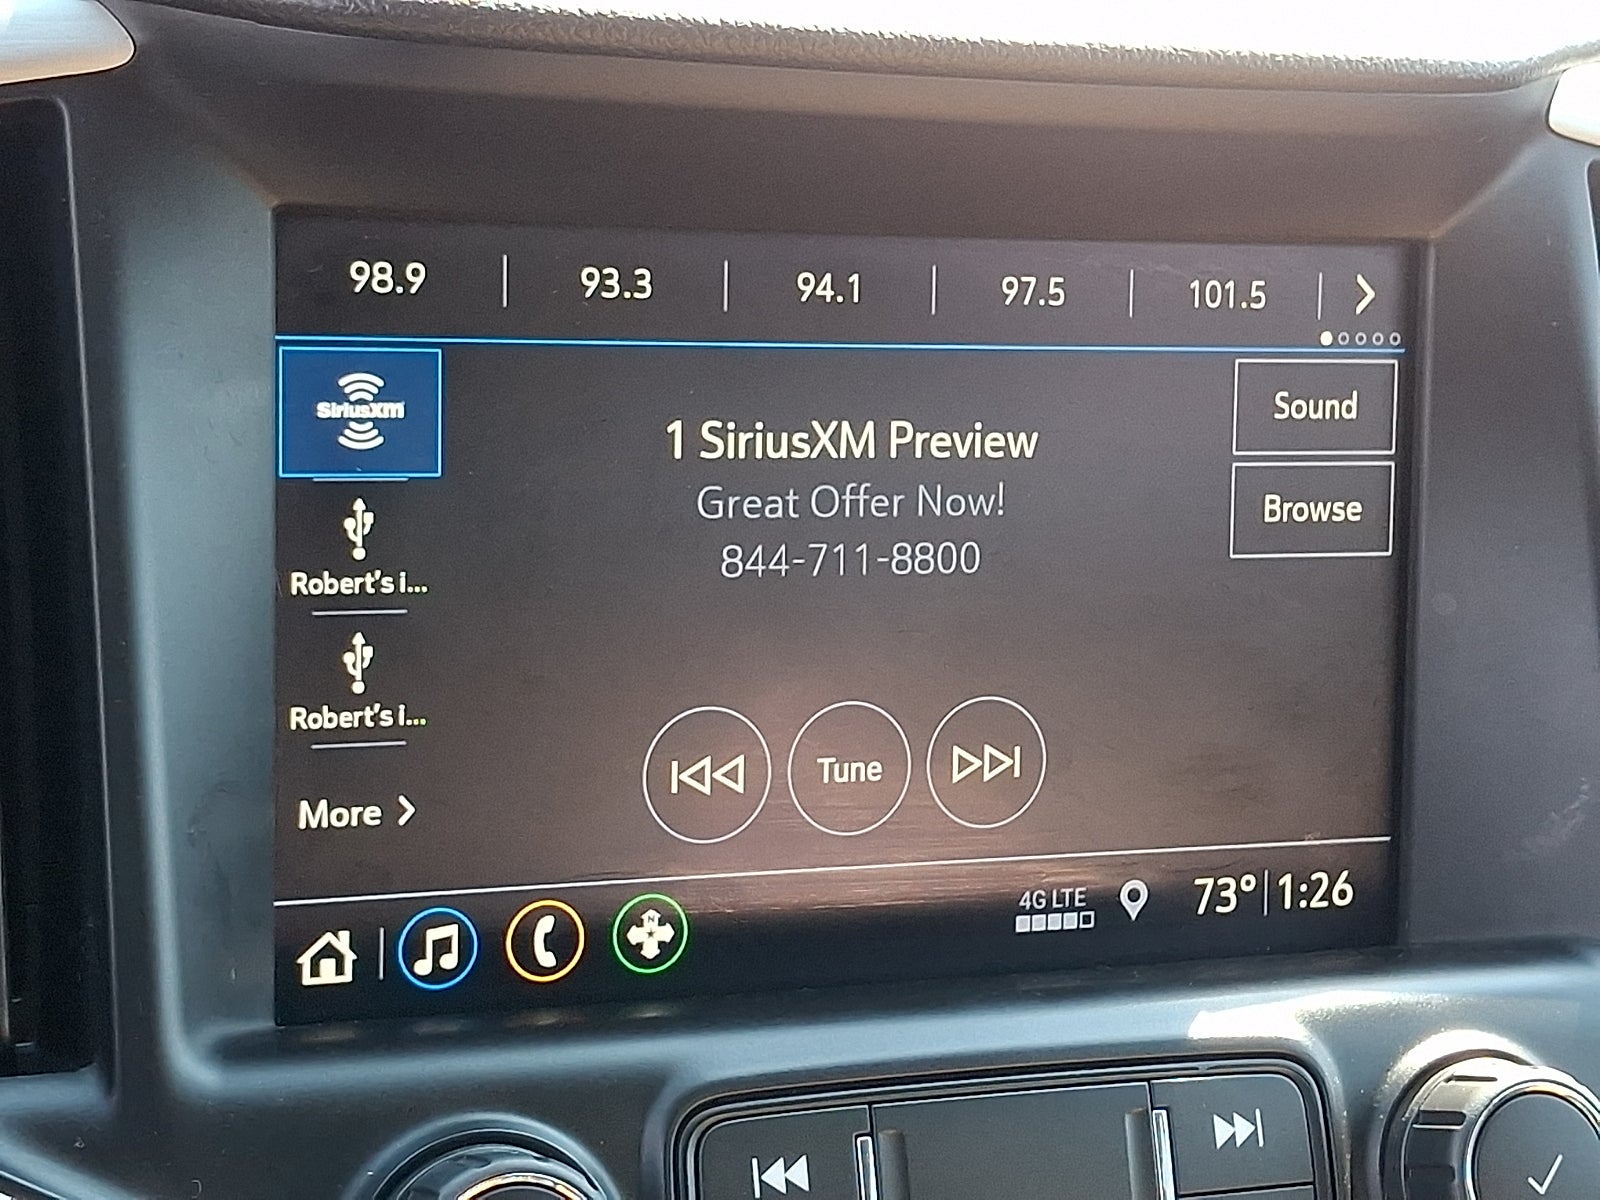 98.9 | 93.3 | 94.1 | 97.5 | 101.5 |
SiriusXM
Sound
1 SiriusXM Preview
Great Offer Now!
Browse
844-711-8800
Robert's i...
Robert's i...
Tune
More
4G LTE
73° | 1:26
N